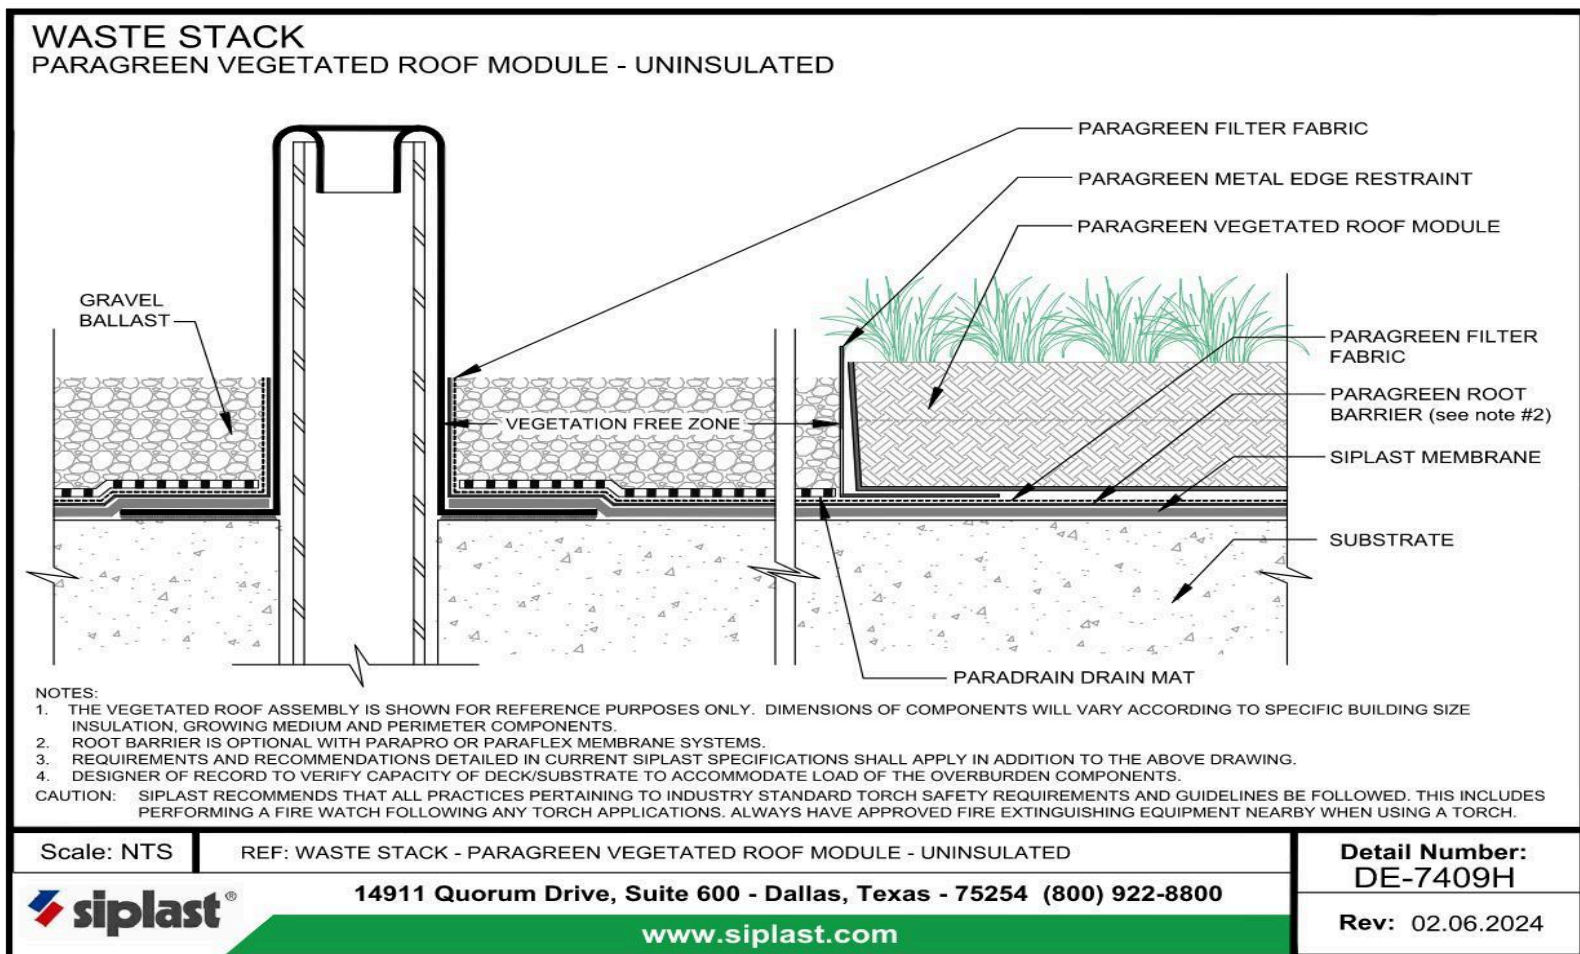 WASTE STACK
PARAGREEN VEGETATED ROOF MODULE - UNINSULATED
PARAGREEN FILTER FABRIC
PARAGREEN METAL EDGE RESTRAINT
PARAGREEN VEGETATED ROOF MODULE
GRAVEL
BALLAST
PARAGREEN FILTER
FABRIC
PARAGREEN ROOT
BARRIER (see note #2)
VEGETATION FREE ZONE
SIPLAST MEMBRANE
SUBSTRATE
PARADRAIN DRAIN MAT
NOTES:
1. THE VEGETATED ROOF ASSEMBLY IS SHOWN FOR REFERENCE PURPOSES ONLY. DIMENSIONS OF COMPONENTS WILL VARY ACCORDING TO SPECIFIC BUILDING SIZE
INSULATION, GROWING MEDIUM AND PERIMETER COMPONENTS.
2. ROOT BARRIER IS OPTIONAL WITH PARAPRO OR PARAFLEX MEMBRANE SYSTEMS.
3. REQUIREMENTS AND RECOMMENDATIONS DETAILED IN CURRENT SIPLAST SPECIFICATIONS SHALL APPLY IN ADDITION TO THE ABOVE DRAWING.
4. DESIGNER OF RECORD TO VERIFY CAPACITY OF DECK/SUBSTRATE TO ACCOMMODATE LOAD OF THE OVERBURDEN COMPONENTS.
CAUTION: SIPLAST RECOMMENDS THAT ALL PRACTICES PERTAINING TO INDUSTRY STANDARD TORCH SAFETY REQUIREMENTS AND GUIDELINES BE FOLLOWED. THIS INCLUDES
PERFORMING A FIRE WATCH FOLLOWING ANY TORCH APPLICATIONS. ALWAYS HAVE APPROVED FIRE EXTINGUISHING EQUIPMENT NEARBY WHEN USING A TORCH.
Scale: NTS
REF: WASTE STACK - PARAGREEN VEGETATED ROOF MODULE - UNINSULATED
Detail Number:
DE-7409H
siplast®
14911 Quorum Drive, Suite 600 - Dallas, Texas - 75254 (800) 922-8800
www.siplast.com
Rev: 02.06.2024